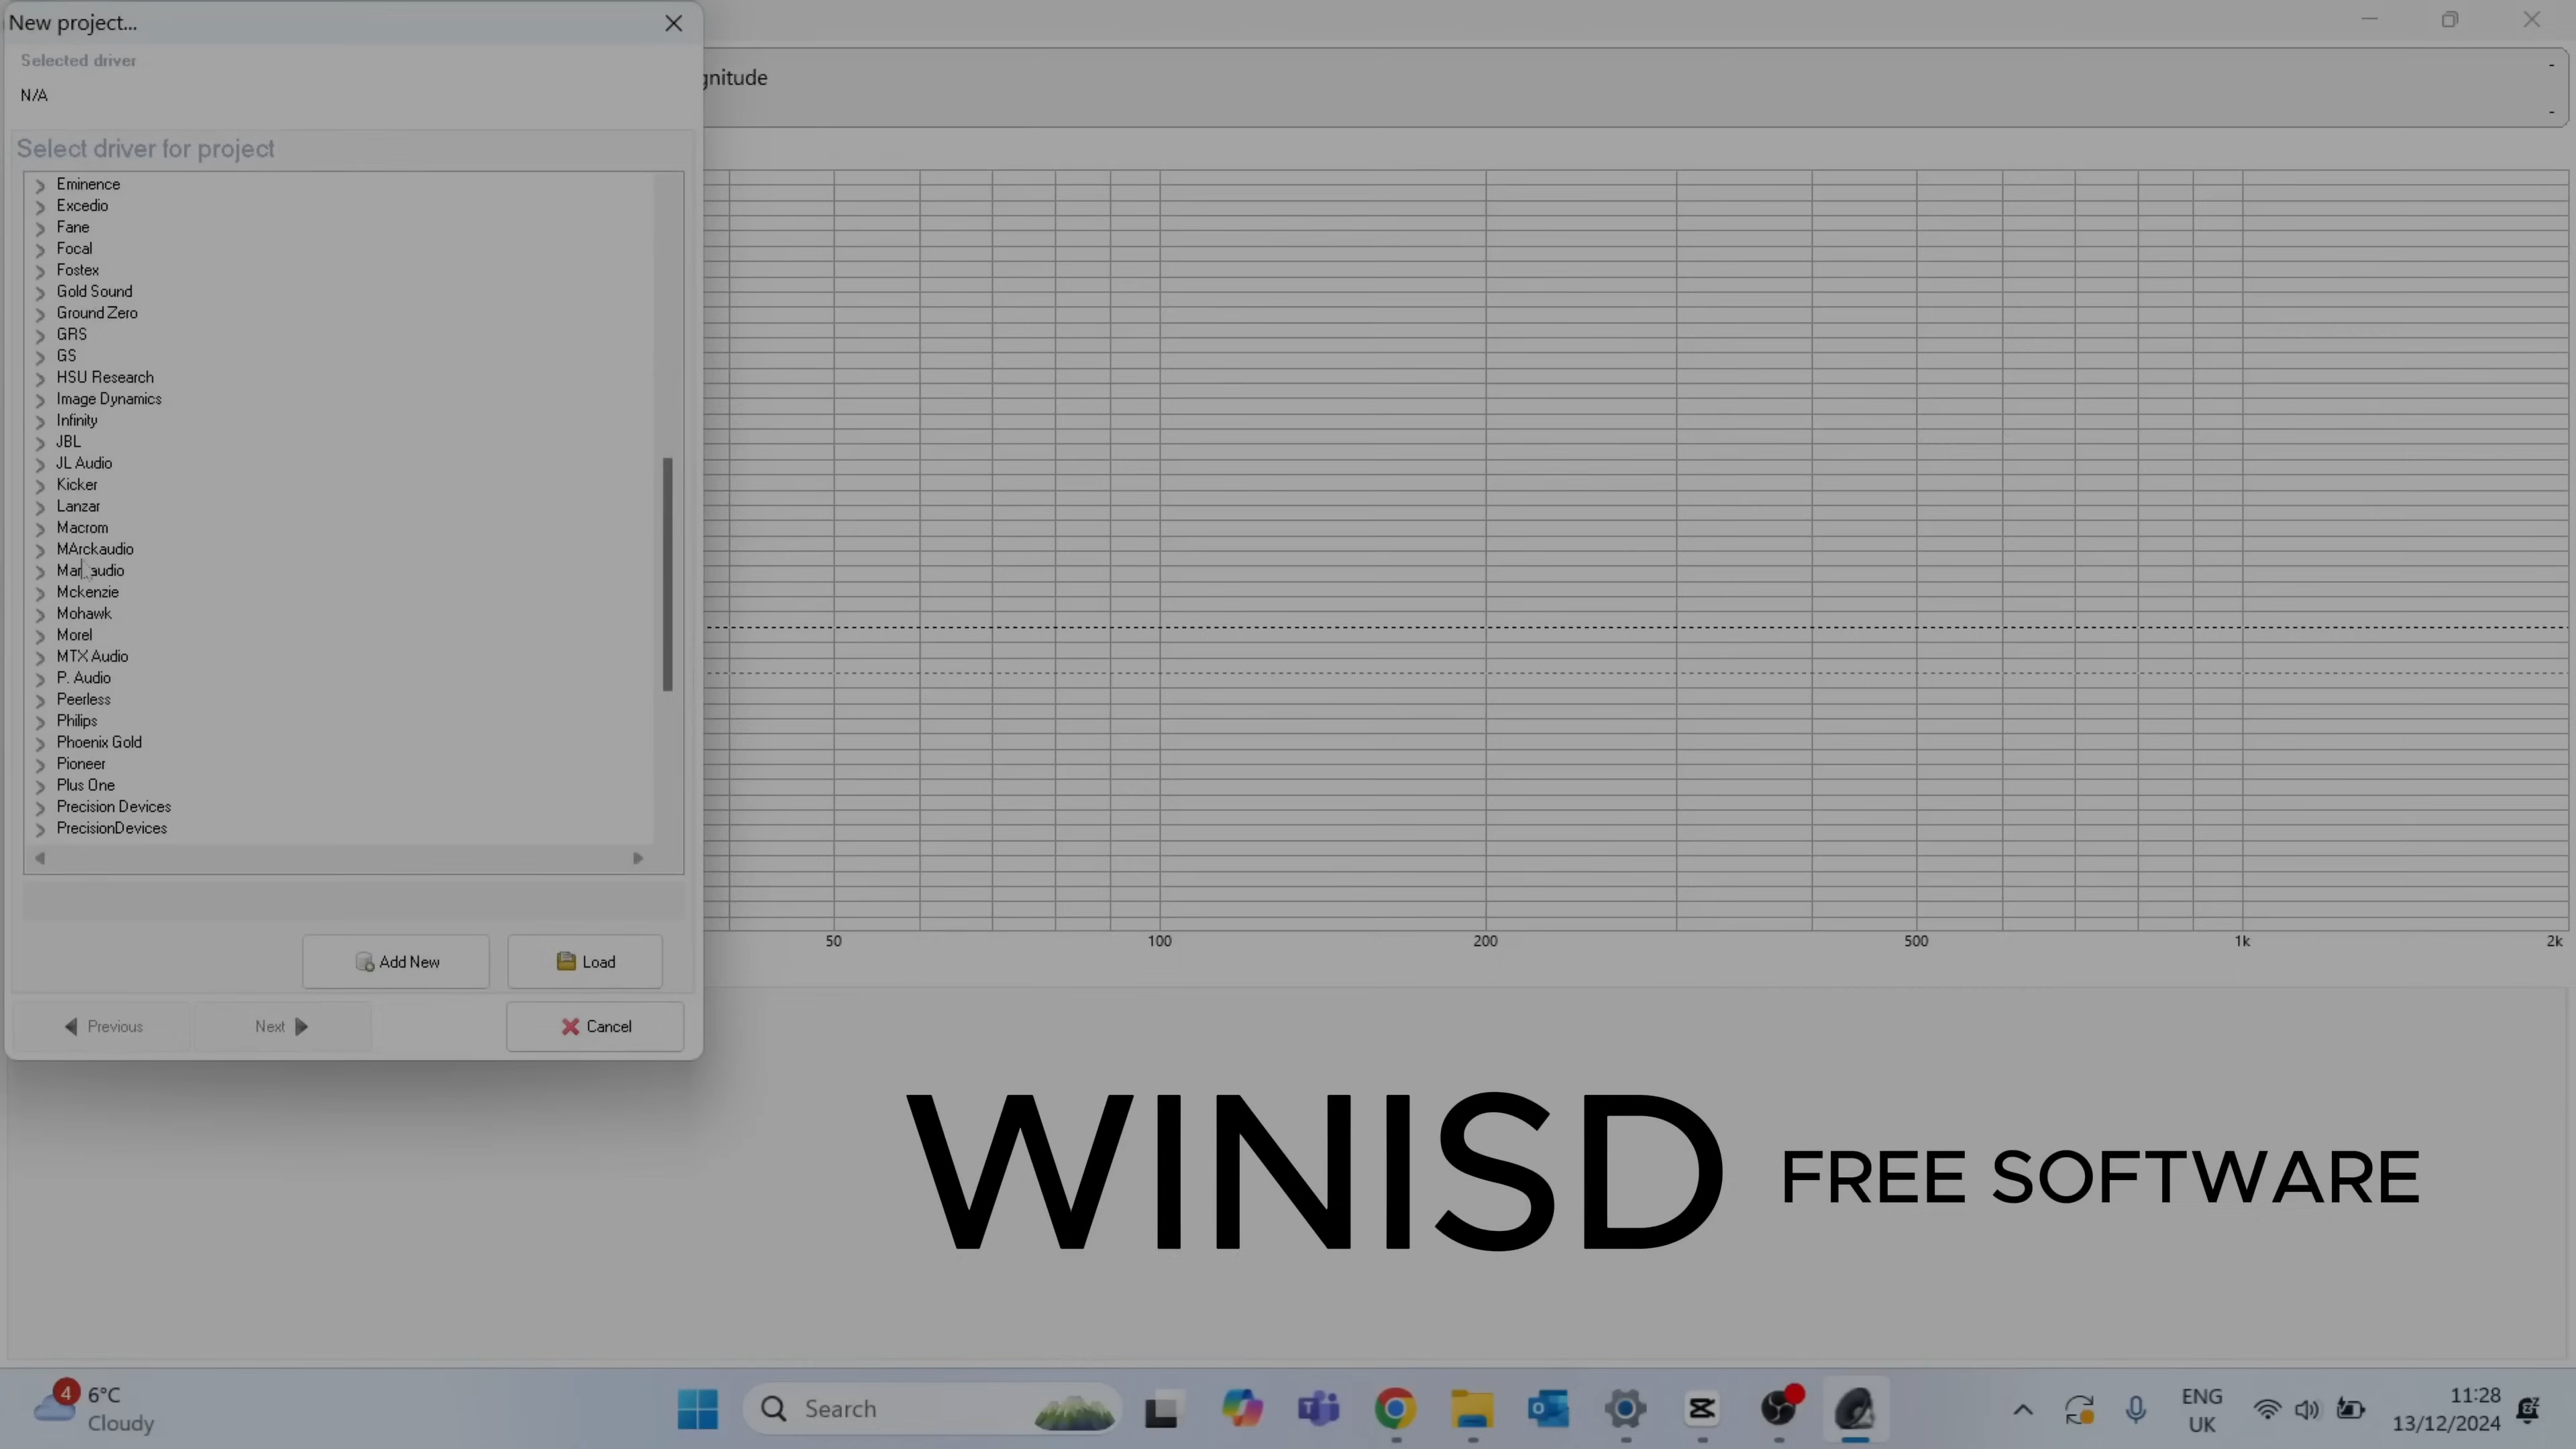 New project...
Selected driver
N/A
Select driver for project
Eminence
Excedio
Fane
Focal
Fostex
Gold Sound
Ground Zero
GRS
GS
HSU Research
Image Dynamics
Infinity
JBL
JL Audio
Kicker
Lanzar
Macrom
MArckaudio
Markaudio
Mckenzie
Mohawk
Morel
MTX Audio
P. Audio
Peerless
Philips
Phoenix Gold
Pioneer
Plus One
Precision Devices
PrecisionDevices
Add New
Load
Previous
Next
Cancel
gnitude
-
-
50 100 200 500 1k 2k
WINISD FREE SOFTWARE
4
6°C
Cloudy
Search
ENG
UK
11:28
13/12/2024